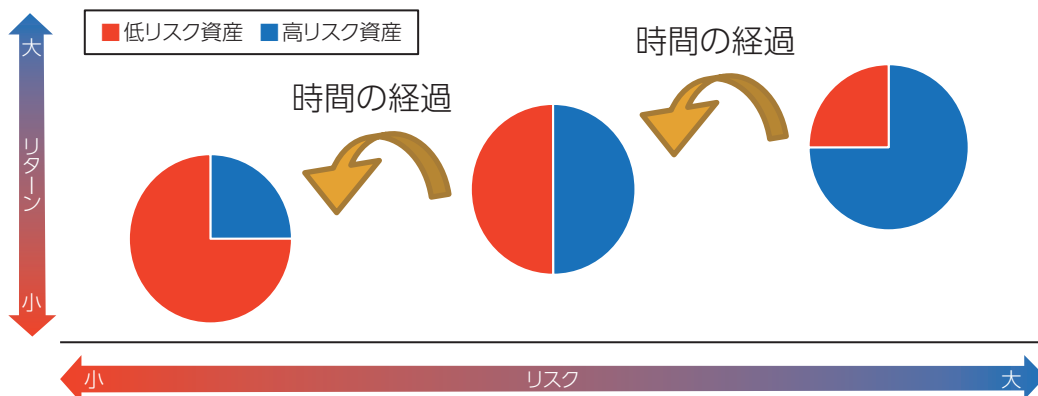 大
リターン
小
■低リスク資産 ■高リスク資産
時間の経過
時間の経過
小
リスク
大